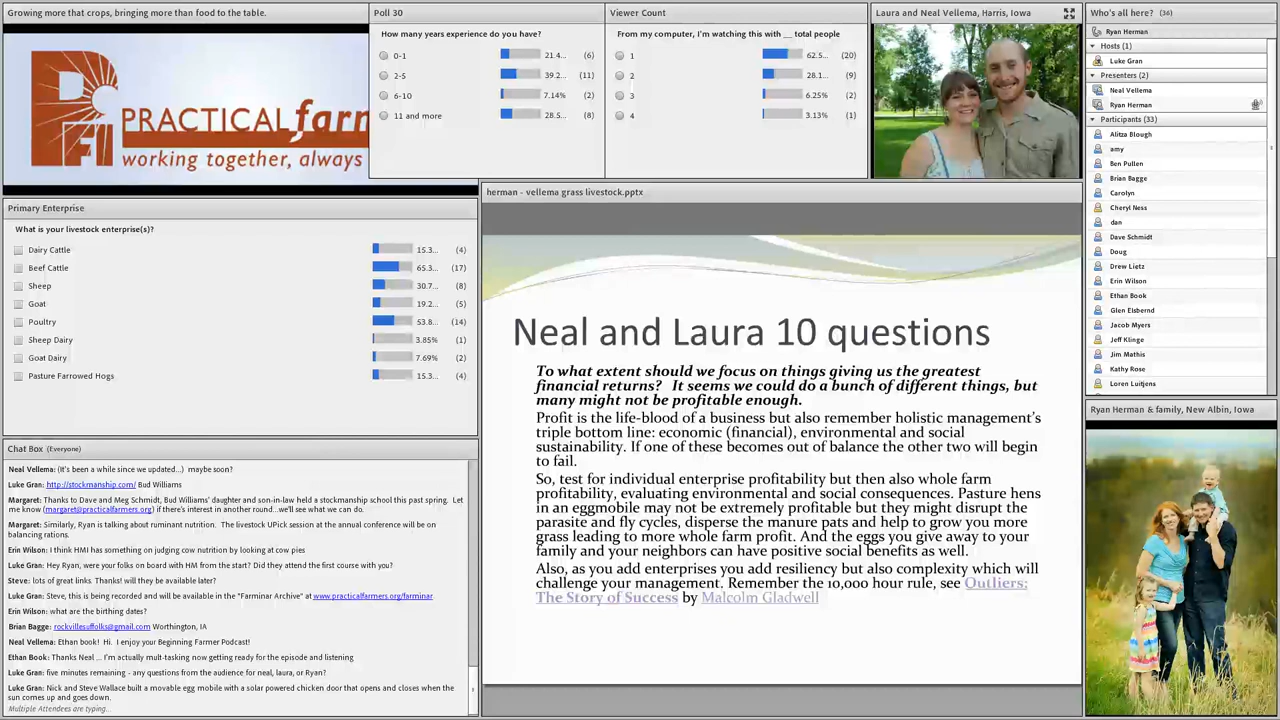 Growing more that crops, bringing more than food to the table.
PRACTICAL farm
working together, always
Poll 30
How many years experience do you have?
0-1 21.4... (6)
2-5 39.2... (11)
6-10 7.14% (2)
11 and more 28.5... (8)
Viewer Count
From my computer, I'm watching this with __ total people
1 62.5... (20)
2 28.1... (9)
3 6.25% (2)
4 3.13% (1)
Laura and Neal Vellema, Harris, Iowa
Who's all here? (36)
Ryan Herman
Hosts (1)
Luke Gran
Presenters (2)
Neal Vellema
Ryan Herman
Participants (33)
Alitza Blough
amy
Ben Pullen
Brian Bagge
Carolyn
Cheryl Ness
dan
Dave Schmidt
Doug
Drew Lietz
Erin Wilson
Ethan Book
Glen Elsbernd
Jacob Myers
Jeff Klinge
Jim Mathis
Kathy Rose
Loren Luitjens
Primary Enterprise
What is your livestock enterprise(s)?
Dairy Cattle 15.3... (4)
Beef Cattle 65.3... (17)
Sheep 30.7... (8)
Goat 19.2... (5)
Poultry 53.8... (14)
Sheep Dairy 3.85% (1)
Goat Dairy 7.69% (2)
Pasture Farrowed Hogs 15.3... (4)
herman - vellema grass livestock.pptx
Neal and Laura 10 questions
To what extent should we focus on things giving us the greatest
financial returns? It seems we could do a bunch of different things, but
many might not be profitable enough.
Profit is the life-blood of a business but also remember holistic management's
triple bottom line: economic (financial), environmental and social
sustainability. If one of these becomes out of balance the other two will begin
to fail.
So, test for individual enterprise profitability but then also whole farm
profitability, evaluating environmental and social consequences. Pasture hens
in an eggmobile may not be extremely profitable but they might disrupt the
parasite and fly cycles, disperse the manure pats and help to grow you more
grass leading to more whole farm profit. And the eggs you give away to your
family and your neighbors can have positive social benefits as well.
Also, as you add enterprises you add resiliency but also complexity which will
challenge your management. Remember the 10,000 hour rule, see Outliers:
The Story of Success by Malcolm Gladwell
Chat Box (Everyone)
Neal Vellema: (It's been a while since we updated...) maybe soon?
Luke Gran: http://stockmanship.com/ Bud Williams
Margaret: Thanks to Dave and Meg Schmidt, Bud Williams' daughter and son-in-law held a stockmanship school this past spring. Let
me know (margaret@practicalfarmers.org) if there's interest in another round...we'll see what we can do.
Margaret: Similarly, Ryan is talking about ruminant nutrition. The livestock UPick session at the annual conference will be on
balancing rations.
Erin Wilson: I think HMI has something on judging cow nutrition by looking at cow pies
Luke Gran: Hey Ryan, were your folks on board with HM from the start? Did they attend the first course with you?
Steve: lots of great links. Thanks! will they be available later?
Luke Gran: Steve, this is being recorded and will be available in the "Farminar Archive" at www.practicalfarmers.org/farminar
Erin Wilson: what are the birthing dates?
Brian Bagge: rockvillesuffolks@gmail.com Worthington, IA
Neal Vellema: Ethan book! Hi. I enjoy your Beginning Farmer Podcast!
Ethan Book: Thanks Neal ... I'm actually mult-tasking now getting ready for the episode and listening
Luke Gran: five minutes remaining - any questions from the audience for neal, laura, or Ryan?
Luke Gran: Nick and Steve Wallace built a movable egg mobile with a solar powered chicken door that opens and closes when the
sun comes up and goes down.
Multiple Attendees are typing...
Ryan Herman & family, New Albin, Iowa